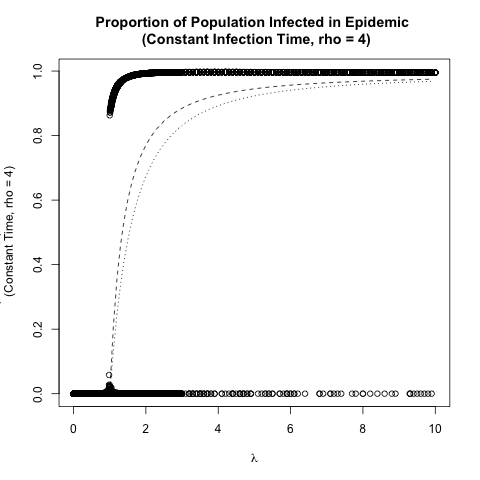 Proportion of Population Infected in Epidemic
(Constant Infection Time, rho = 4)
(Constant Time, rho = 4)
1.0
0.8
0.6
0.4
0.2
0.0
0 2 4 6 8 10
λ